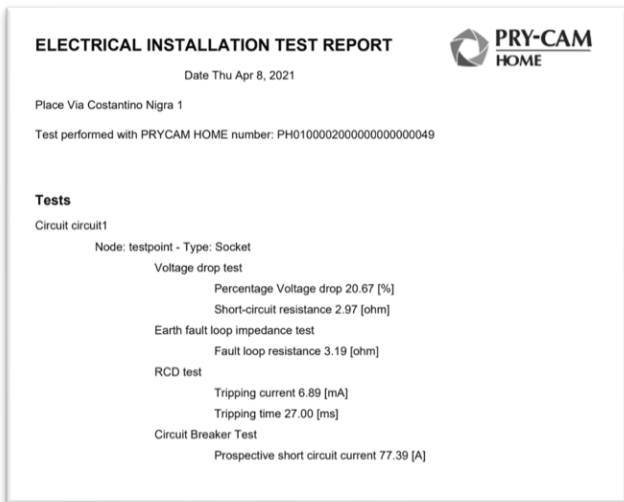 ELECTRICAL INSTALLATION TEST REPORT
PRY-CAM
HOME
Date Thu Apr 8, 2021
Place Via Costantino Nigra 1
Test performed with PRYCAM HOME number: PH0100002000000000000049
Tests
Circuit circuit1
Node: testpoint - Type: Socket
Voltage drop test
Percentage Voltage drop 20.67 [%]
Short-circuit resistance 2.97 [ohm]
Earth fault loop impedance test
Fault loop resistance 3.19 [ohm]
RCD test
Tripping current 6.89 [mA]
Tripping time 27.00 [ms]
Circuit Breaker Test
Prospective short circuit current 77.39 [A]